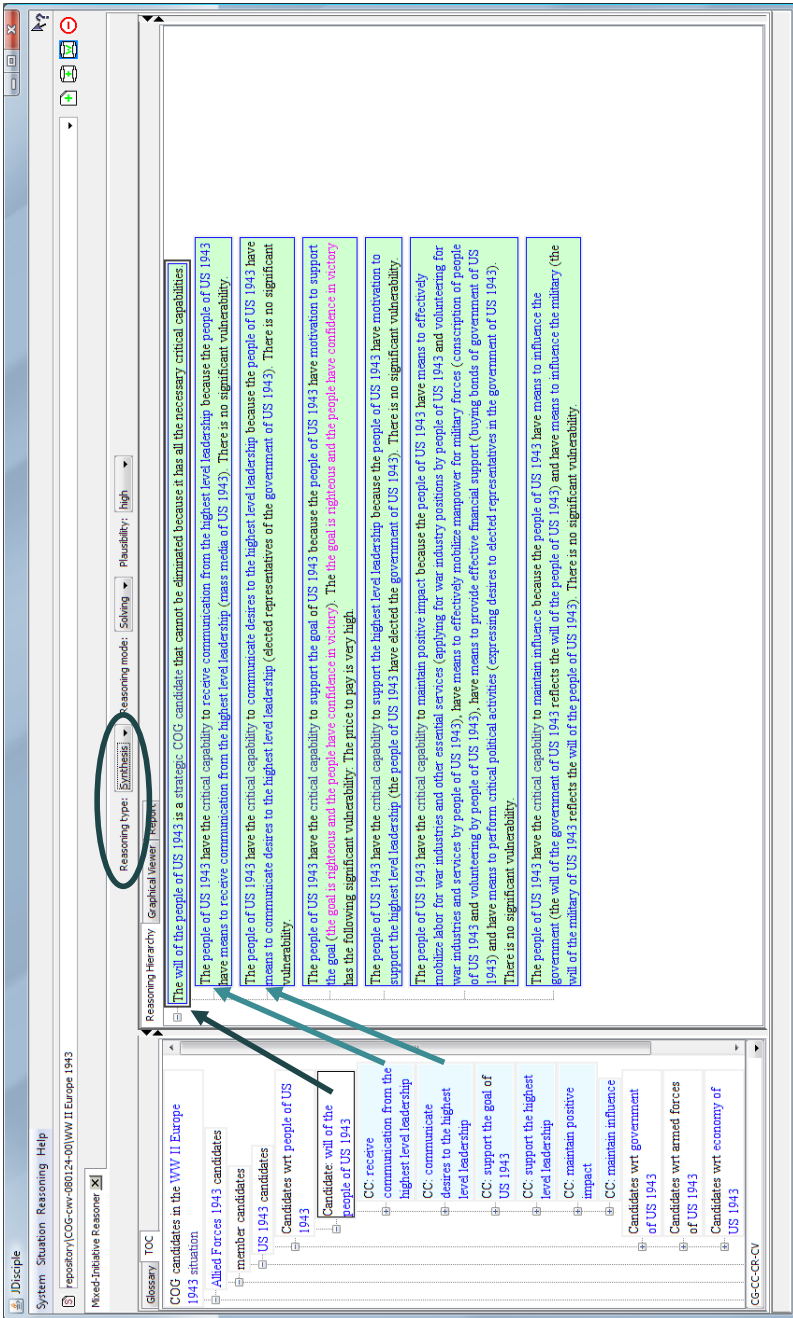 JDisciple
System Situation Reasoning Help
repository\COG-cwv-080124-00\WW II Europe 1943
Mixed-Initiative Reasoner
Reasoning type: Synthesis Reasoning mode: Solving Plausibility: high
Glossary TOC
COG candidates in the WW II Europe
1943 situation
Allied Forces 1943 candidates
member candidates
US 1943 candidates
Candidates wrt people of US
1943
Candidate: will of the
people of US 1943
CC: receive
communication from the
highest level leadership
CC: communicate
desires to the highest
level leadership
CC: support the goal of
US 1943
CC: support the highest
level leadership
CC: maintain positive
impact
CC: maintain influence
Candidates wrt government
of US 1943
Candidates wrt armed forces
of US 1943
Candidates wrt economy of
US 1943
CG-CC-CR-CV
Reasoning Hierarchy Graphical Viewer Report
The will of the people of US 1943 is a strategic COG candidate that cannot be eliminated because it has all the necessary critical capabilities.
The people of US 1943 have the critical capability to receive communication from the highest level leadership because the people of US 1943
have means to receive communication from the highest level leadership (mass media of US 1943). There is no significant vulnerability.
The people of US 1943 have the critical capability to communicate desires to the highest level leadership because the people of US 1943 have
means to communicate desires to the highest level leadership (elected representatives of the government of US 1943). There is no significant
vulnerability.
The people of US 1943 have the critical capability to support the goal of US 1943 because the people of US 1943 have motivation to support
the goal (the goal is righteous and the people have confidence in victory). The the goal is righteous and the people have confidence in victory
has the following significant vulnerability: The price to pay is very high.
The people of US 1943 have the critical capability to support the highest level leadership because the people of US 1943 have motivation to
support the highest level leadership (the people of US 1943 have elected the government of US 1943). There is no significant vulnerability.
The people of US 1943 have the critical capability to maintain positive impact because the people of US 1943 have means to effectively
mobilize labor for war industries and other essential services (applying for war industry positions by people of US 1943 and volunteering for
war industries and services by people of US 1943), have means to effectively mobilize manpower for military forces (conscription of people
of US 1943 and volunteering by people of US 1943), have means to provide effective financial support (buying bonds of government of US
1943) and have means to perform critical political activities (expressing desires to elected representatives in the government of US 1943).
There is no significant vulnerability.
The people of US 1943 have the critical capability to maintain influence because the people of US 1943 have means to influence the
government (the will of the government of US 1943 reflects the will of the people of US 1943) and have means to influence the military (the
will of the military of US 1943 reflects the will of the people of US 1943). There is no significant vulnerability.